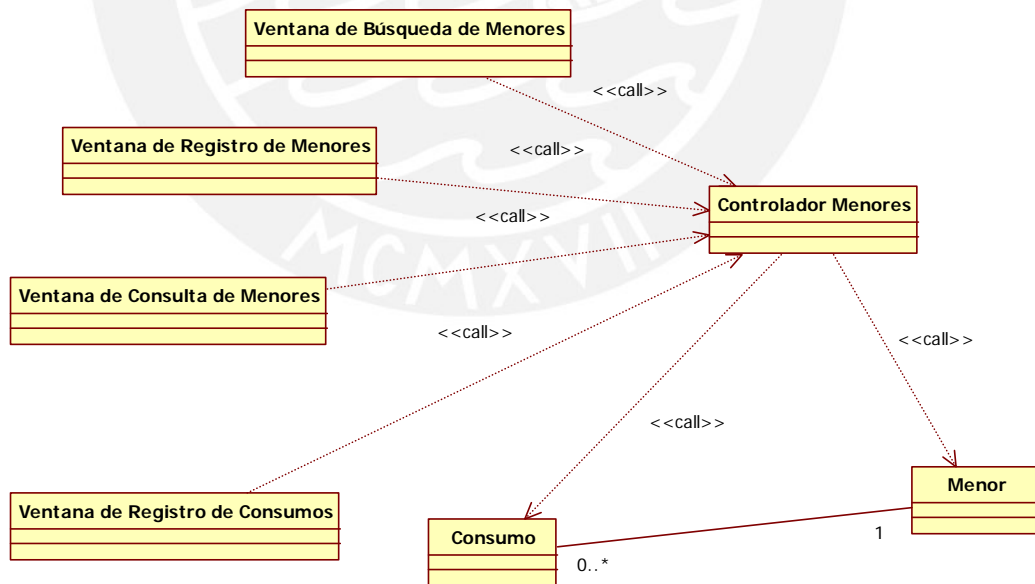 Ventana de Búsqueda de Menores
<<call>>
Ventana de Registro de Menores
<<call>>
<<call>>
Controlador Menores
MCMXVII
Ventana de Consulta de Menores
<<call>>
<<call>>
<<call>>
Menor
Ventana de Registro de Consumos
Consumo
1
0..*